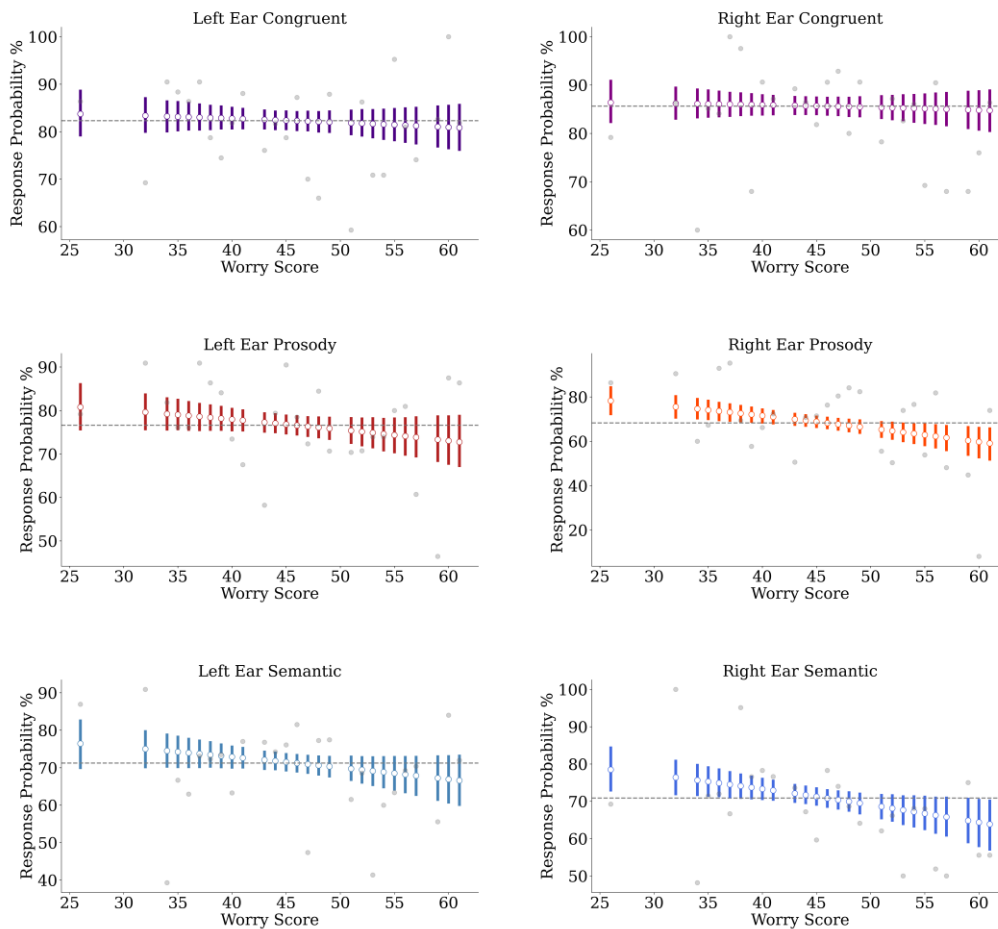 Left Ear Congruent
Response Probability %
100
90
80
70
60
25 30 35 40 45 50 55 60
Worry Score
Right Ear Congruent
Response Probability %
100
90
80
70
60
25 30 35 40 45 50 55 60
Worry Score
Left Ear Prosody
Response Probability %
90
80
70
60
50
25 30 35 40 45 50 55 60
Worry Score
Right Ear Prosody
Response Probability %
80
60
40
20
25 30 35 40 45 50 55 60
Worry Score
Left Ear Semantic
Response Probability %
90
80
70
60
50
40
25 30 35 40 45 50 55 60
Worry Score
Right Ear Semantic
Response Probability %
100
90
80
70
60
50
25 30 35 40 45 50 55 60
Worry Score